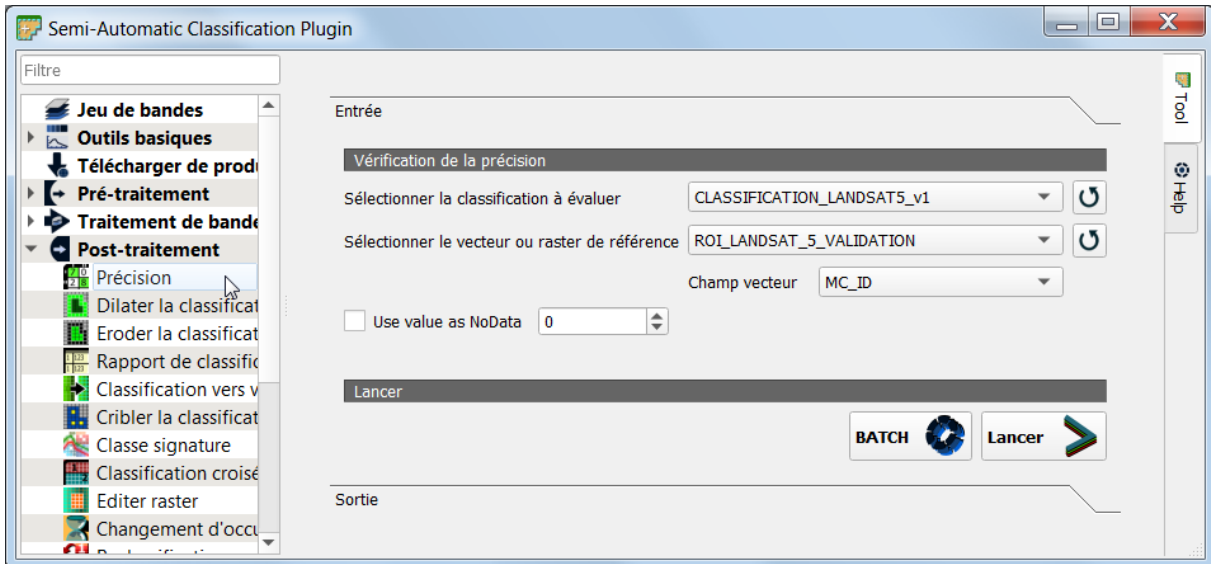 Semi-Automatic Classification Plugin
Filtre
Jeu de bandes
Outils basiques
Télécharger de produ
Pré-traitement
Traitement de bande
Post-traitement
Précision
Dilater la classificat
Eroder la classificat
Rapport de classific
Classification vers v
Cribler la classificat
Classe signature
Classification croisé
Editer raster
Changement d'occu
Entrée
Vérification de la précision
Sélectionner la classification à évaluer CLASSIFICATION_LANDSAT5_v1
Sélectionner le vecteur ou raster de référence ROI_LANDSAT_5_VALIDATION
Champ vecteur MC_ID
Use value as NoData 0
Lancer
BATCH Lancer
Sortie
Tool
Help